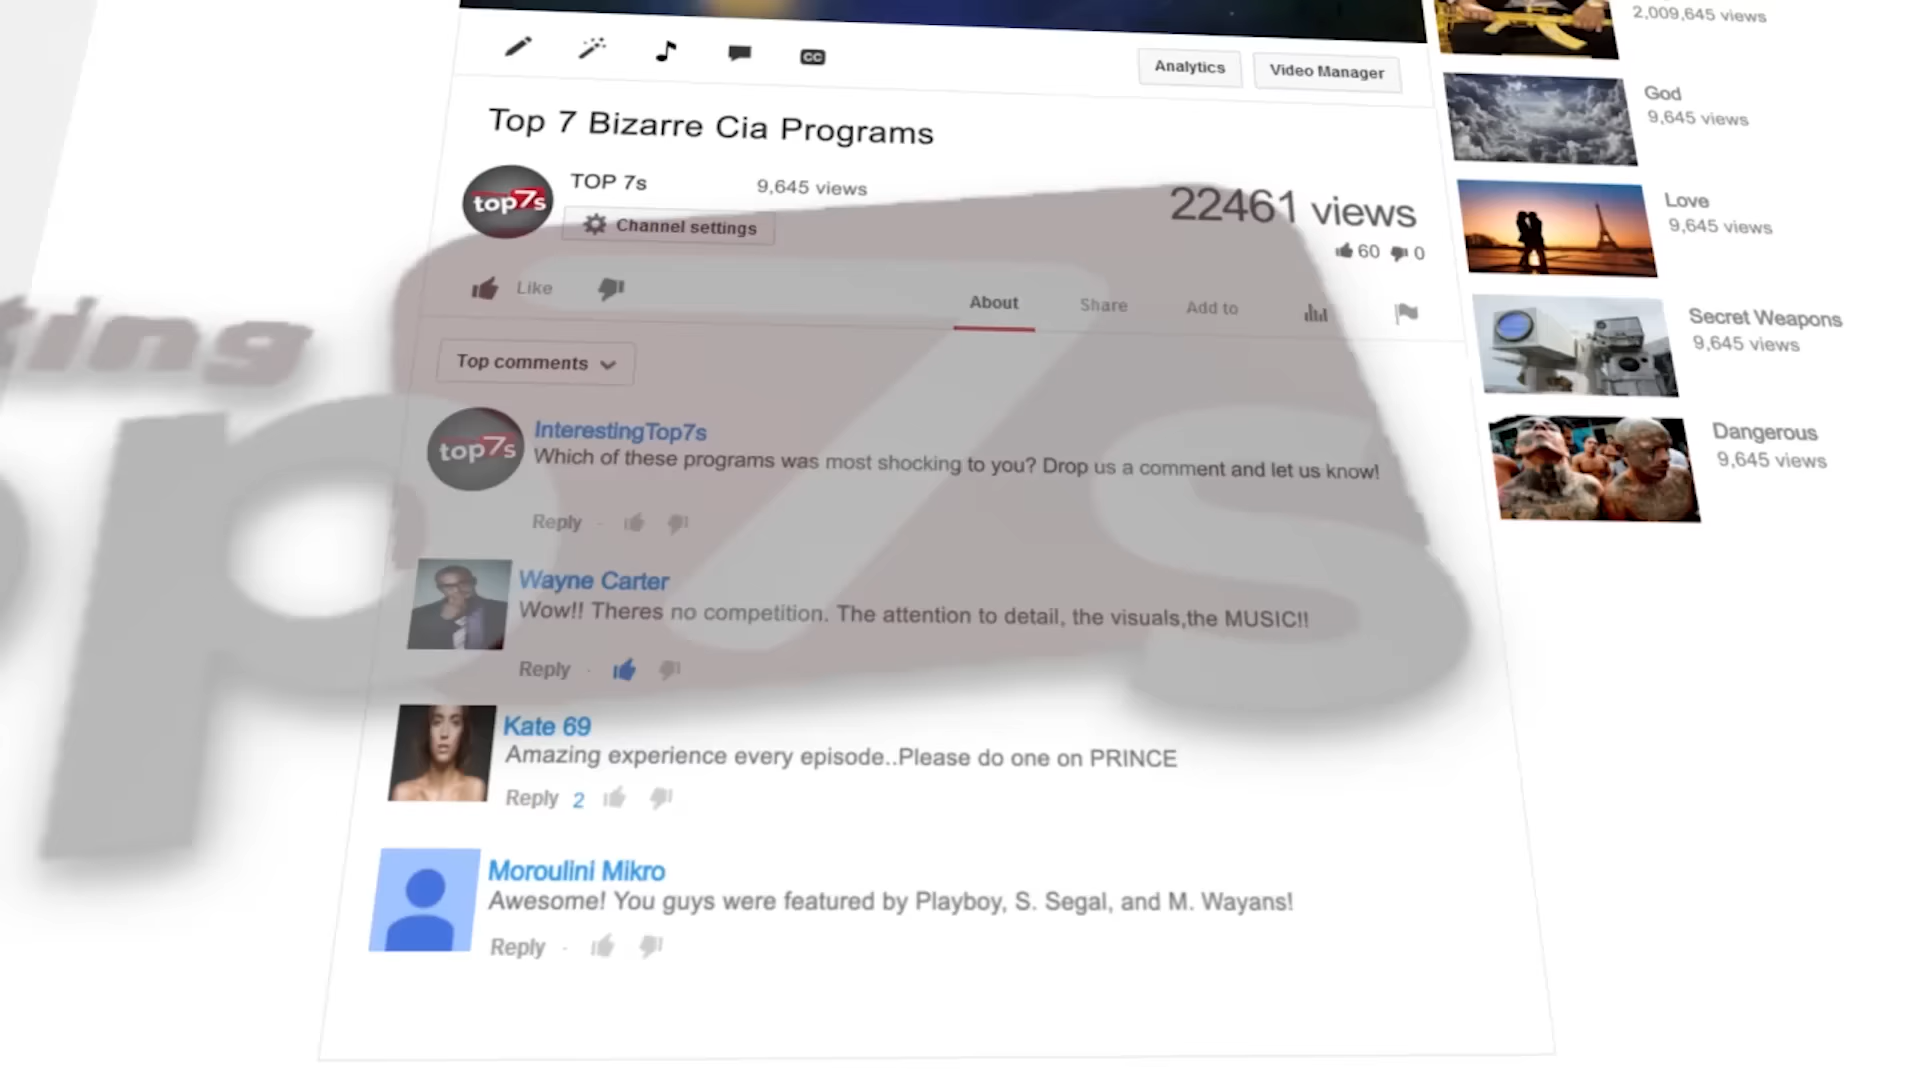 CC
Analytics
Video Manager
Top 7 Bizarre Cia Programs
top7s
TOP 7s
9,645 views
22461 views
Channel settings
60
0
Like
About
Share
Add to
Top comments
top7s
InterestingTop7s
Which of these programs was most shocking to you? Drop us a comment and let us know!
Reply
Wayne Carter
Wow!! Theres no competition. The attention to detail, the visuals,the MUSIC!!
Reply
Kate 69
Amazing experience every episode..Please do one on PRINCE
Reply 2
Moroulini Mikro
Awesome! You guys were featured by Playboy, S. Segal, and M. Wayans!
Reply
2,009,645 views
God
9,645 views
Love
9,645 views
Secret Weapons
9,645 views
Dangerous
9,645 views
ting
op7s